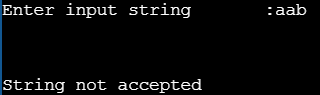 Enter input string       :aab
String not accepted